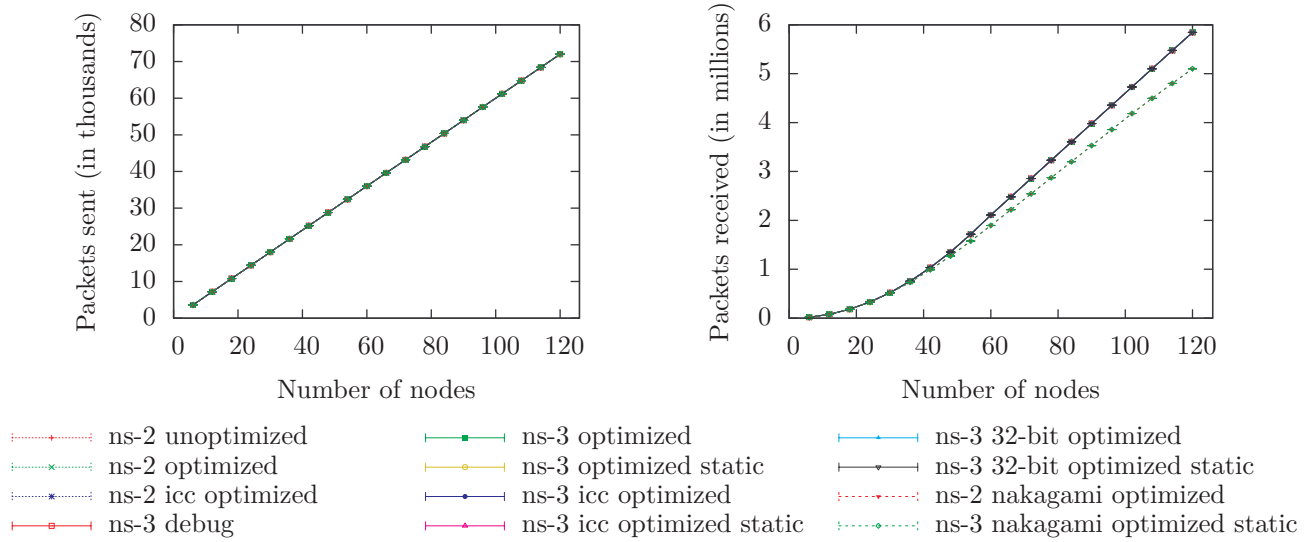 Packets sent (in thousands)
80
70
60
50
40
30
20
10
0
0 20 40 60 80 100 120
Number of nodes
Packets received (in millions)
6
5
4
3
2
1
0
0 20 40 60 80 100 120
Number of nodes
ns-2 unoptimized
ns-2 optimized
ns-2 icc optimized
ns-3 debug
ns-3 optimized
ns-3 optimized static
ns-3 icc optimized
ns-3 icc optimized static
ns-3 32-bit optimized
ns-3 32-bit optimized static
ns-2 nakagami optimized
ns-3 nakagami optimized static